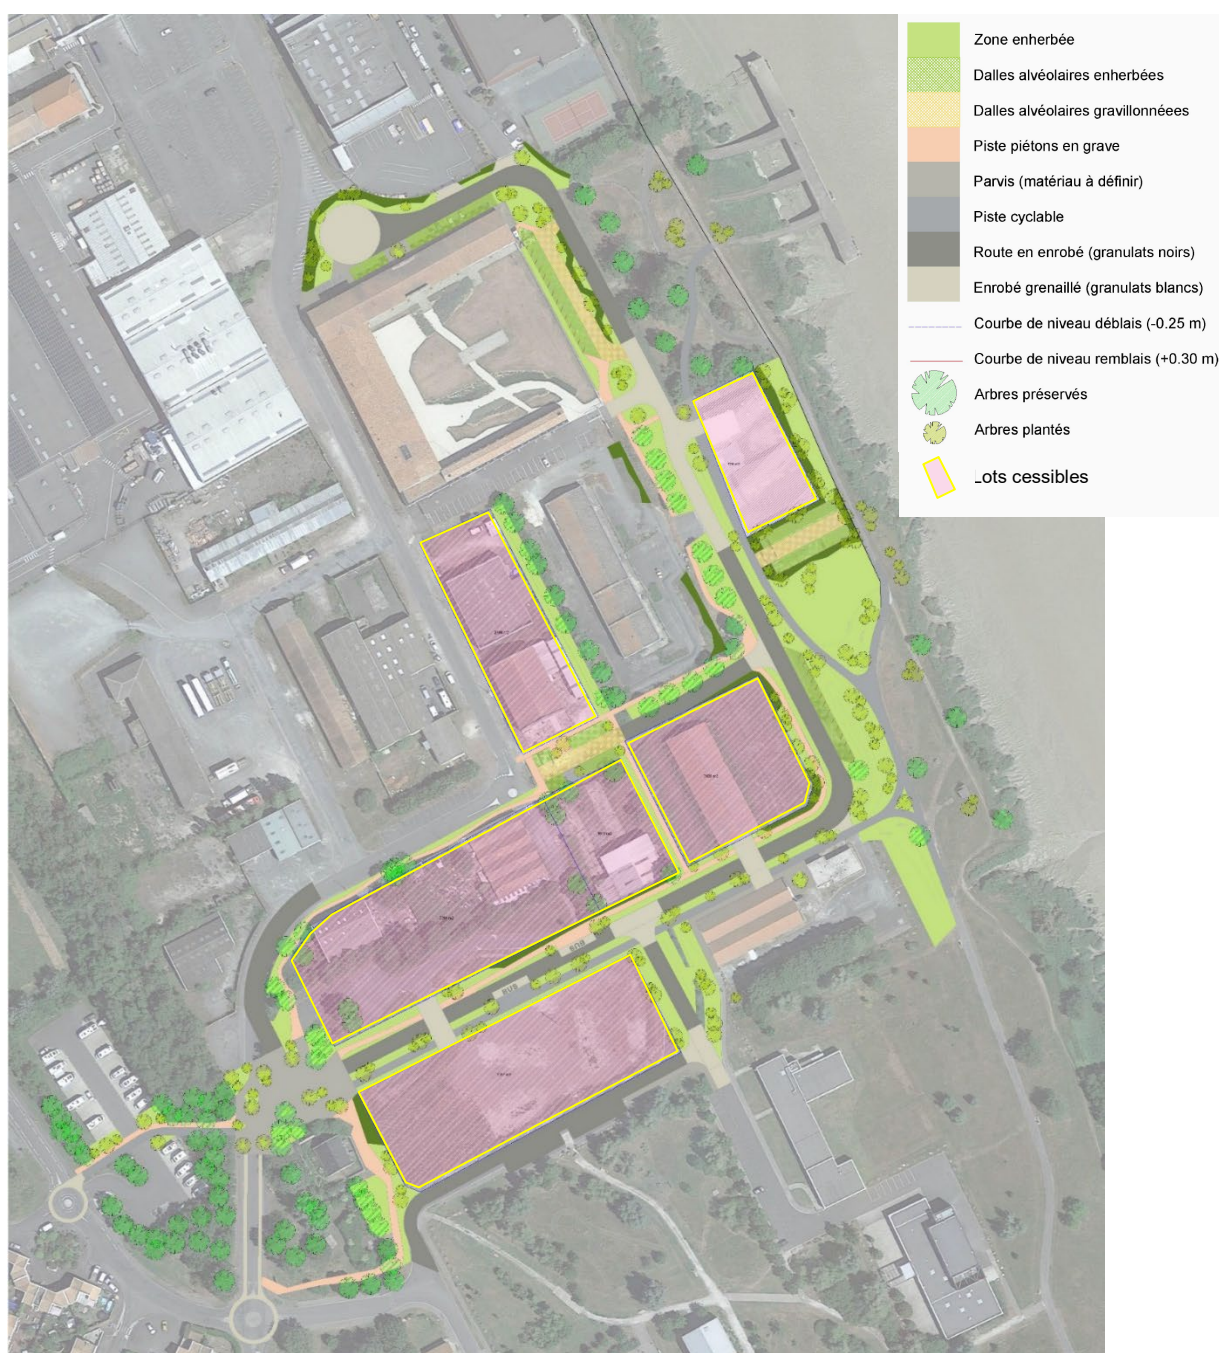 Zone enherbée
Dalles alvéolaires enherbées
Dalles alvéolaires gravillonnéees
Piste piétons en grave
Parvis (matériau à définir)
Piste cyclable
Route en enrobé (granulats noirs)
Enrobé grenaillé (granulats blancs)
Courbe de niveau déblais (-0.25 m)
Courbe de niveau remblais (+0.30 m)
Arbres préservés
Arbres plantés
Lots cessibles
BUS
BUS